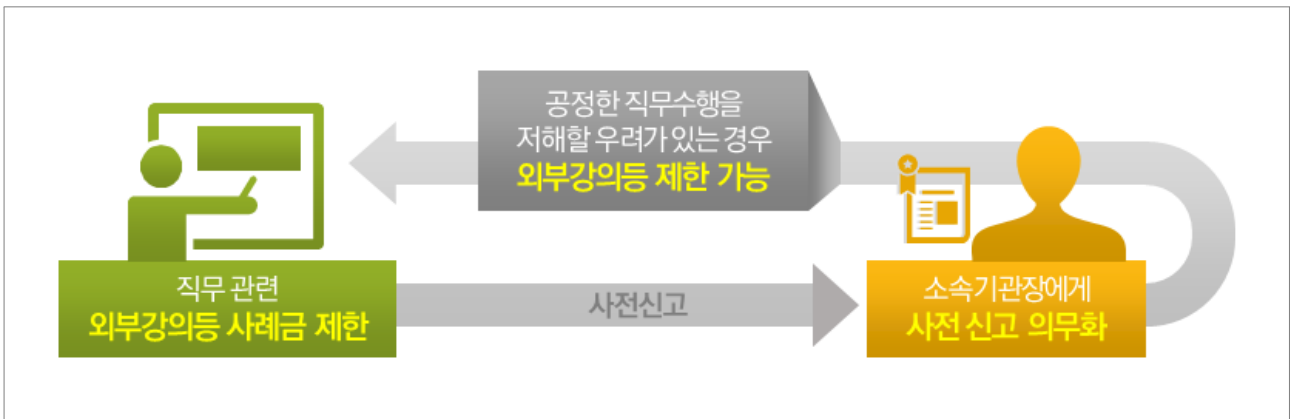 공정한 직무수행을
저해할 우려가 있는 경우
외부강의등 제한 가능
직무 관련
외부강의등 사례금 제한
사전신고
소속기관장에게
사전 신고 의무화